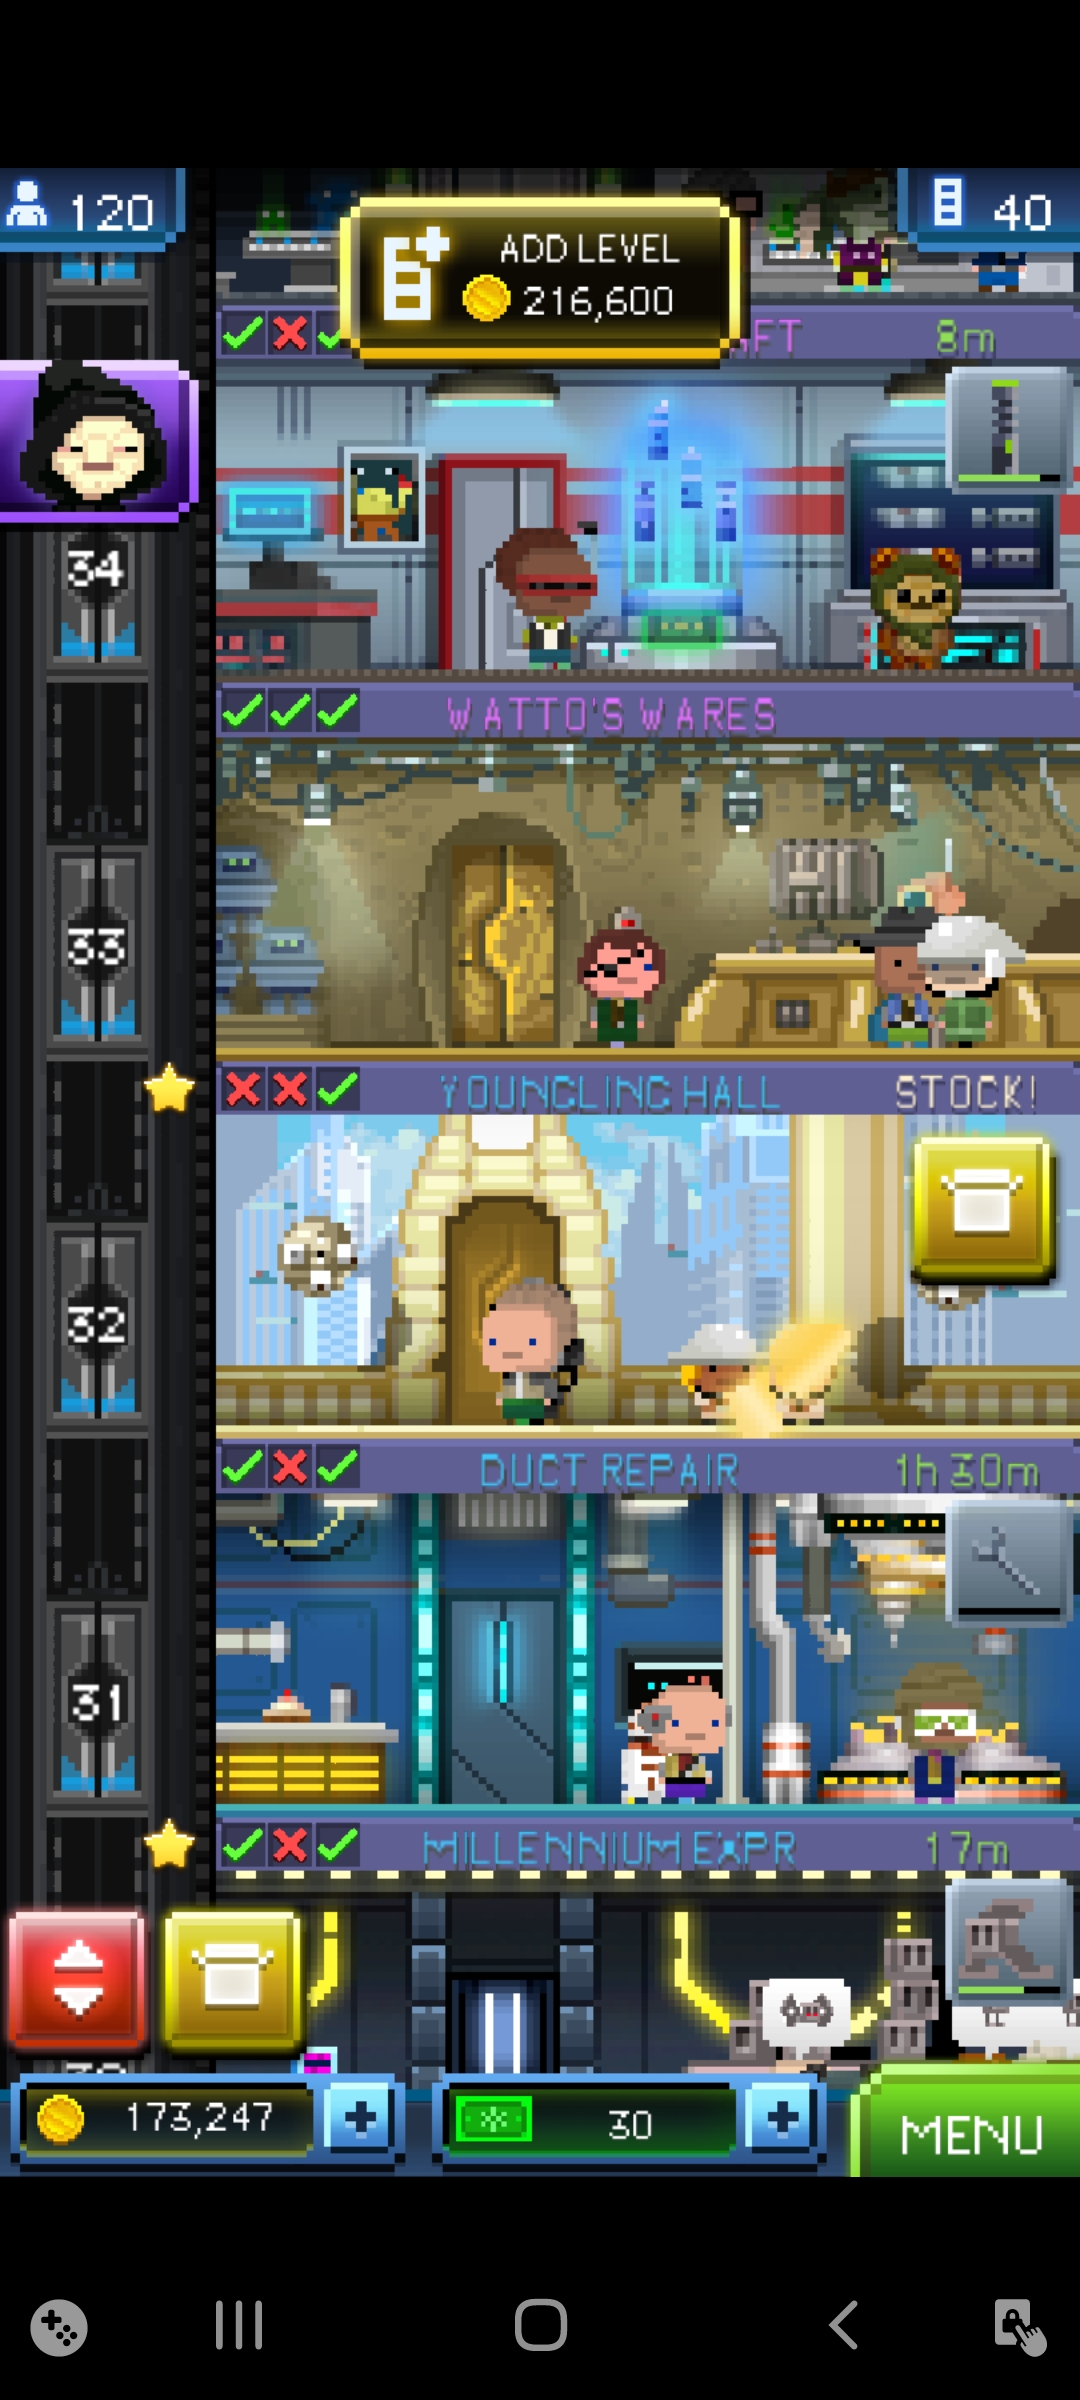 120
ADD LEVEL
216,600
40
8m
34
WATTO'S WARES
33
YOUNGLING HALL
STOCK!
32
DUCT REPAIR
1h 30m
31
MILLENNIUM EXPR
17m
173,247
30
MENU